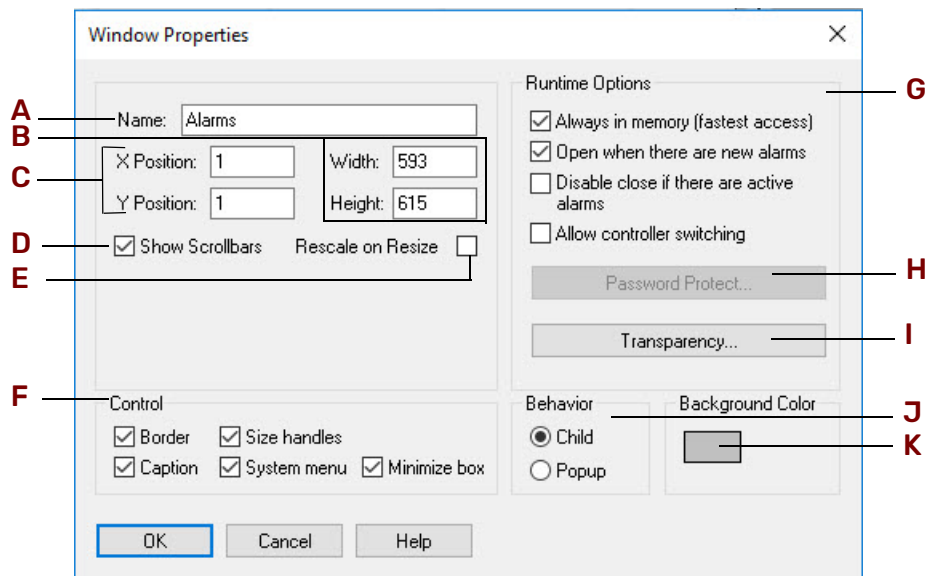 Window Properties
A
Name: Alarms
B
C
X Position: 1
Width: 593
Y Position: 1
Height: 615
D
Show Scrollbars
Rescale on Resize
E
F
Control
Border
Size handles
Caption
System menu
Minimize box
G
Runtime Options
Always in memory (fastest access)
Open when there are new alarms
Disable close if there are active
alarms
Allow controller switching
H
Password Protect...
I
Transparency...
J
Behavior
Child
Popup
Background Color
K
OK
Cancel
Help